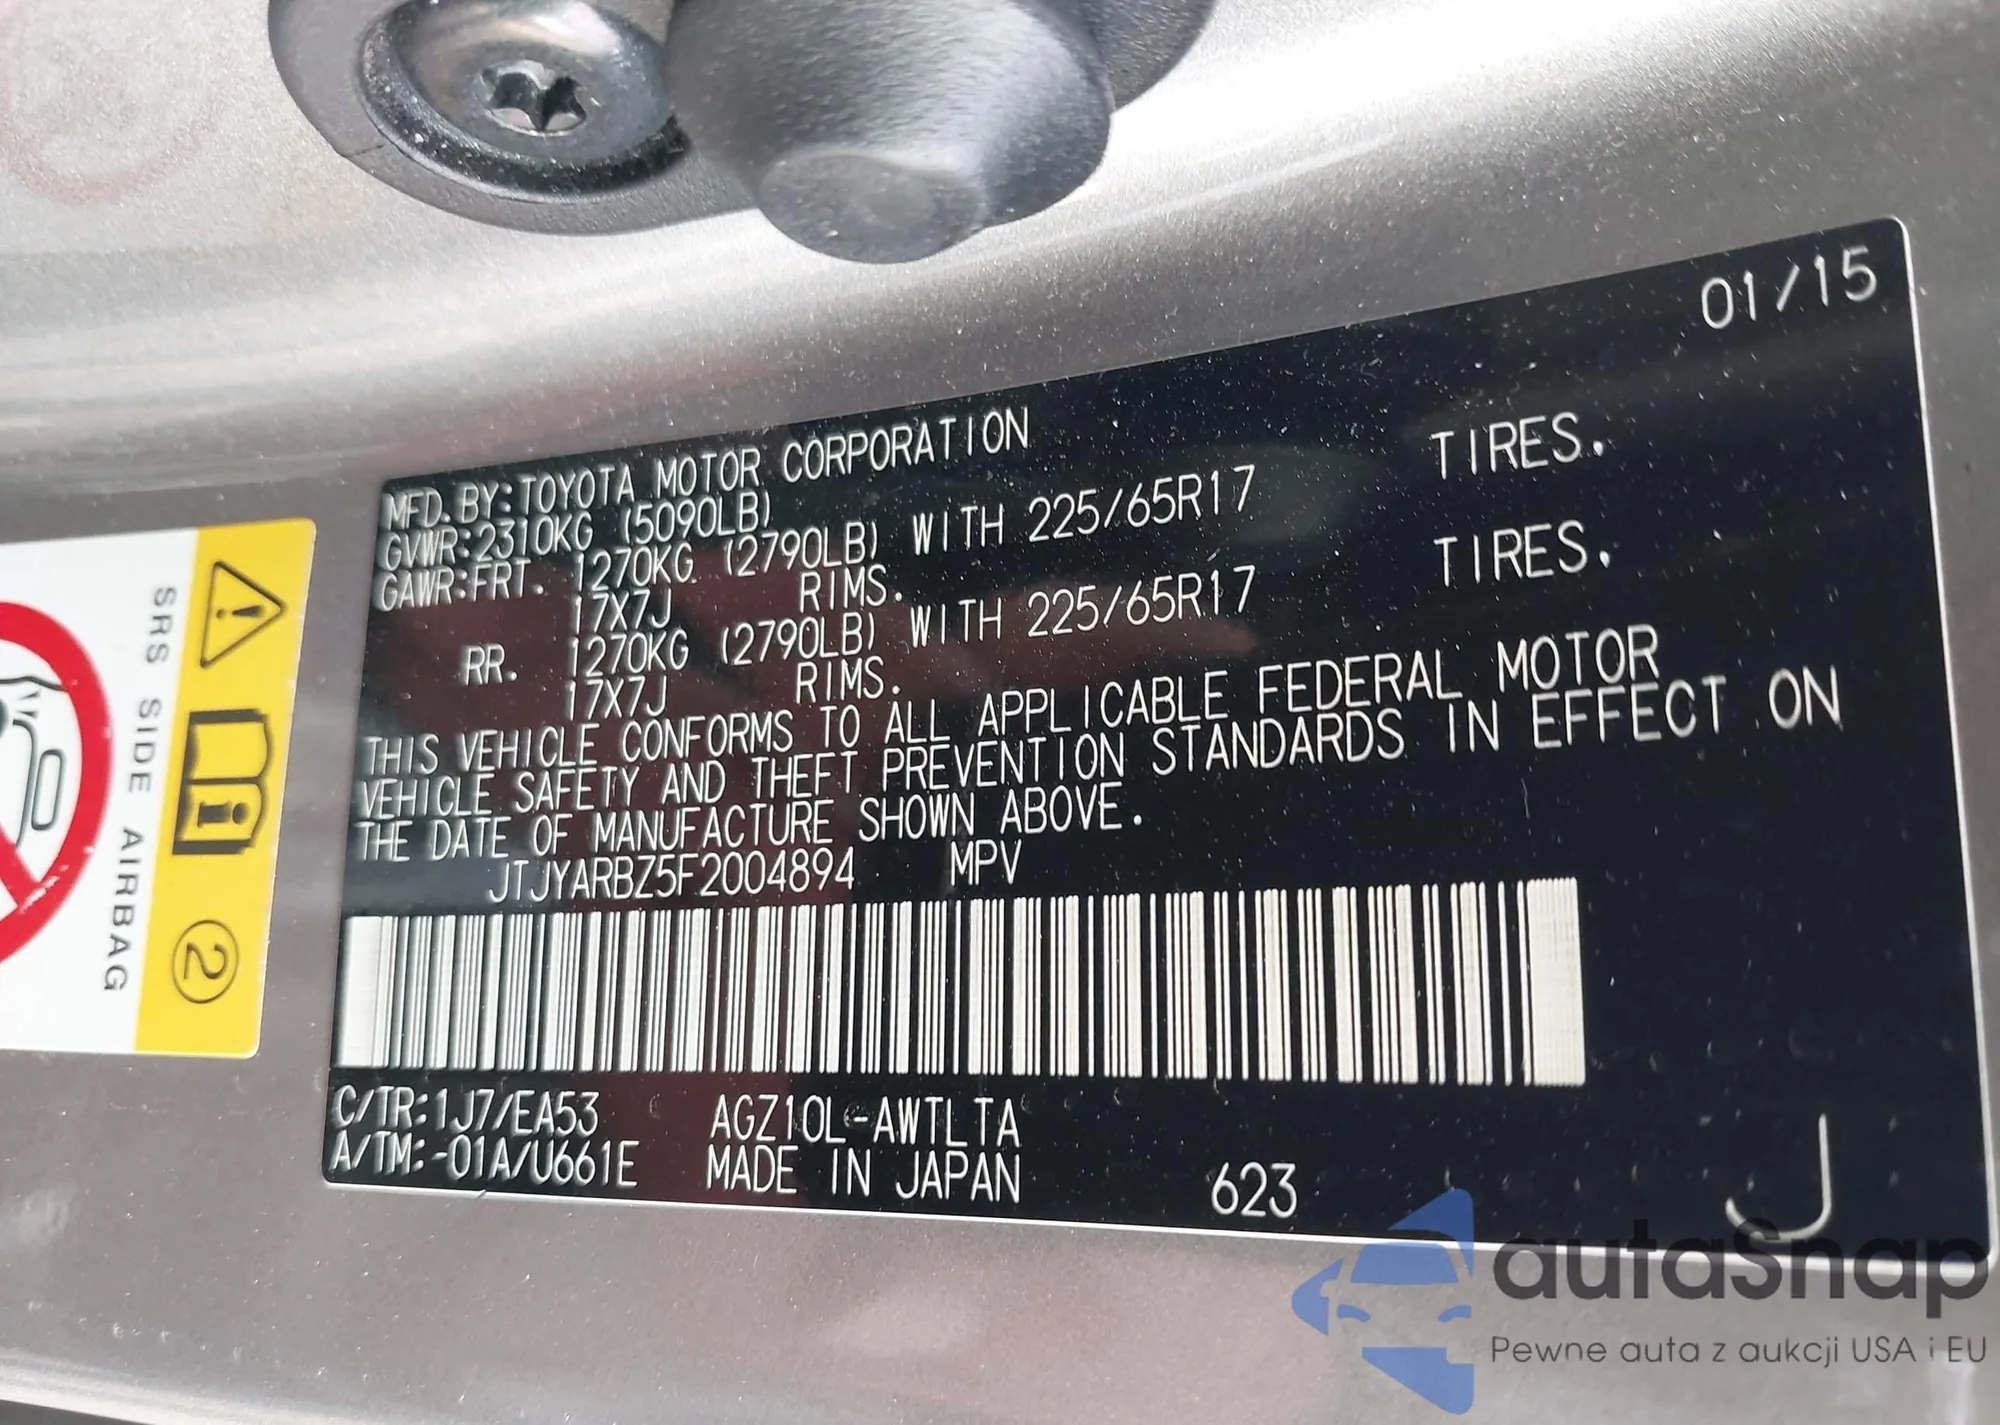 01/15
MFD.BY:TOYOTA MOTOR CORPORATION
GVWR:2310KG (5090LB)
GAWR:FRT. 1270KG (2790LB) WITH 225/65R17 TIRES.
17X7J RIMS.
RR. 1270KG (2790LB) WITH 225/65R17 TIRES.
17X7J RIMS.
THIS VEHICLE CONFORMS TO ALL APPLICABLE FEDERAL MOTOR
VEHICLE SAFETY AND THEFT PREVENTION STANDARDS IN EFFECT ON
THE DATE OF MANUFACTURE SHOWN ABOVE.
JTJYARBZ5F2004894 MPV
C/TR:1J7/EA53 AGZ10L-AWTLTA
A/TM:-01A/U661E MADE IN JAPAN 623
J
SRS SIDE AIRBAG
2
autaSnap
Pewne auta z aukcji USA i EU